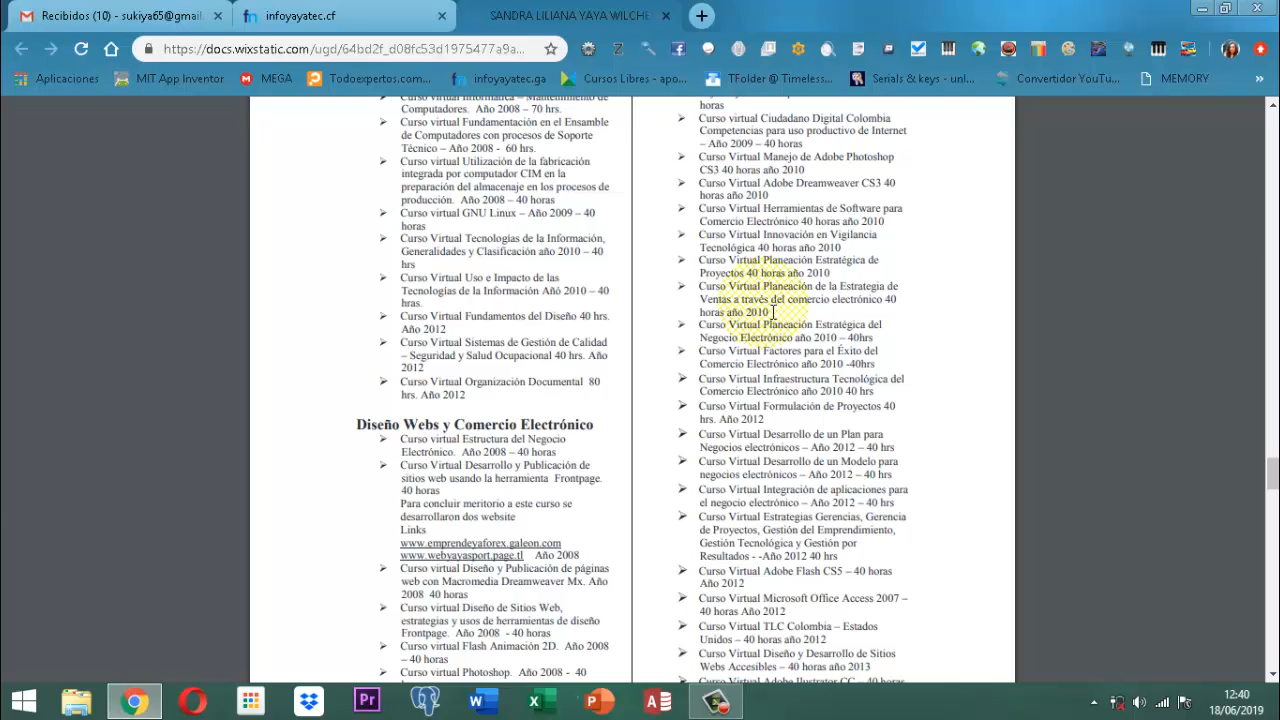 Recibidos (10) - sukiya65@gmail
infoyayatec.cf
SANDRA LILIANA YAYA WILCHE
https://docs.wixstatic.com/ugd/64bd2f_d08fc53d1975477a9a...
Aplicaciones
MIT App Inventor
MEGA
Todoexpertos.com...
infoyayatec.ga
Cursos Libres - apo...
TFolder @ Timeless...
Serials & keys - unl...
Convertidor YouTu...
MEMORY
»
Curso virtual Informática – Mantenimiento de
Computadores. Año 2008 – 70 hrs.
Curso virtual Fundamentación en el Ensamble
de Computadores con procesos de Soporte
Técnico – Año 2008 - 60 hrs.
Curso virtual Utilización de la fabricación
integrada por computador CIM en la
preparación del almacenaje en los procesos de
producción. Año 2008 – 40 horas
Curso virtual GNU Linux – Año 2009 – 40
horas
Curso Virtual Tecnologías de la Información,
Generalidades y Clasificación año 2010 – 40
hrs
Curso Virtual Uso e Impacto de las
Tecnologías de la Información Añó 2010 – 40
hras.
Curso Virtual Fundamentos del Diseño 40 hrs.
Año 2012
Curso Virtual Sistemas de Gestión de Calidad
– Seguridad y Salud Ocupacional 40 hrs. Año
2012
Curso Virtual Organización Documental 80
hrs. Año 2012
Diseño Webs y Comercio Electrónico
Curso virtual Estructura del Negocio
Electrónico. Año 2008 – 40 horas
Curso Virtual Desarrollo y Publicación de
sitios web usando la herramienta Frontpage.
40 horas
Para concluir meritorio a este curso se
desarrollaron dos website
Links
www.emprendeyaforex.galeon.com
www.webyayasport.page.tl Año 2008
Curso virtual Diseño y Publicación de páginas
web con Macromedia Dreamweaver Mx. Año
2008 40 horas
Curso virtual Diseño de Sitios Web,
estrategias y usos de herramientas de diseño
Frontpage. Año 2008 - 40 horas
Curso virtual Flash Animación 2D. Año 2008
– 40 horas
Curso virtual Photoshop. Año 2008 - 40
horas
Curso virtual Ciudadano Digital Colombia
Competencias para uso productivo de Internet
– Año 2009 – 40 horas
Curso Virtual Manejo de Adobe Photoshop
CS3 40 horas año 2010
Curso Virtual Adobe Dreamweaver CS3 40
horas año 2010
Curso Virtual Herramientas de Software para
Comercio Electrónico 40 horas año 2010
Curso Virtual Innovación en Vigilancia
Tecnológica 40 horas año 2010
Curso Virtual Planeación Estratégica de
Proyectos 40 horas año 2010
Curso Virtual Planeación de la Estrategia de
Ventas a través del comercio electrónico 40
horas año 2010
Curso Virtual Planeación Estratégica del
Negocio Electrónico año 2010 – 40hrs
Curso Virtual Factores para el Éxito del
Comercio Electrónico año 2010 -40hrs
Curso Virtual Infraestructura Tecnológica del
Comercio Electrónico año 2010 40 hrs
Curso Virtual Formulación de Proyectos 40
hrs. Año 2012
Curso Virtual Desarrollo de un Plan para
Negocios electrónicos – Año 2012 – 40 hrs
Curso Virtual Desarrollo de un Modelo para
negocios electrónicos – Año 2012 – 40 hrs
Curso Virtual Integración de aplicaciones para
el negocio electrónico – Año 2012 – 40 hrs
Curso Virtual Estrategias Gerencias, Gerencia
de Proyectos, Gestión del Emprendimiento,
Gestión Tecnológica y Gestión por
Resultados - -Año 2012 40 hrs
Curso Virtual Adobe Flash CS5 – 40 horas
Año 2012
Curso Virtual Microsoft Office Access 2007 –
40 horas Año 2012
Curso Virtual TLC Colombia – Estados
Unidos – 40 horas año 2012
Curso Virtual Diseño y Desarrollo de Sitios
Webs Accesibles – 40 horas año 2013
Curso Virtual Adobe Ilustrator CC – 40 horas
12:40
18/06/2019